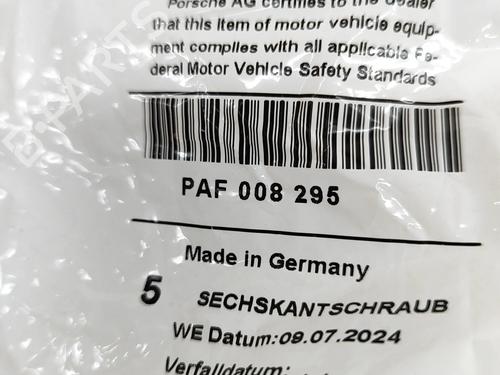 Porsche AG certifies to the dealer
that this item of motor vehicle equip-
ment complies with all applicable Fe-
deral Motor Vehicle Safety Standards
PAF 008 295
Made in Germany
5 SECHSKANTSCHRAUB
WE Datum:09.07.2024
Verfalldatum:
B-PARTS